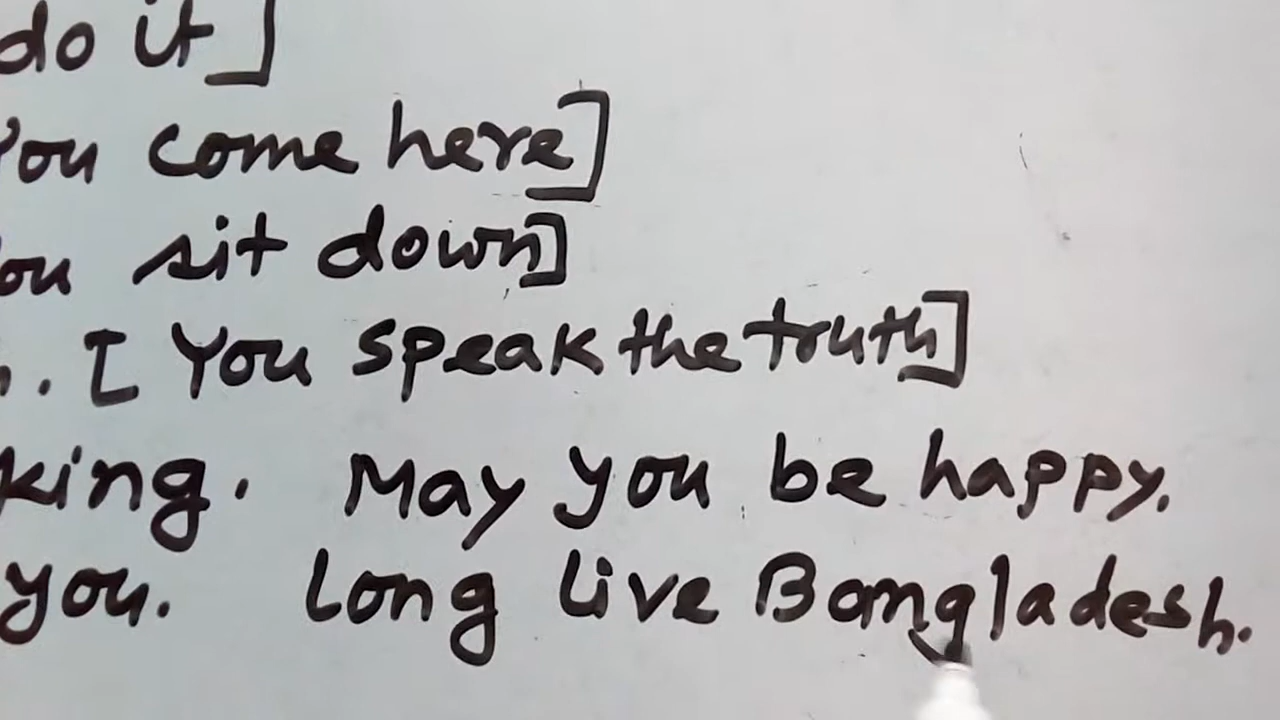 do it]
You come here]
you sit down]
. [ You speak the truth]
king. May you be happy.
you. Long live Bangladesh.